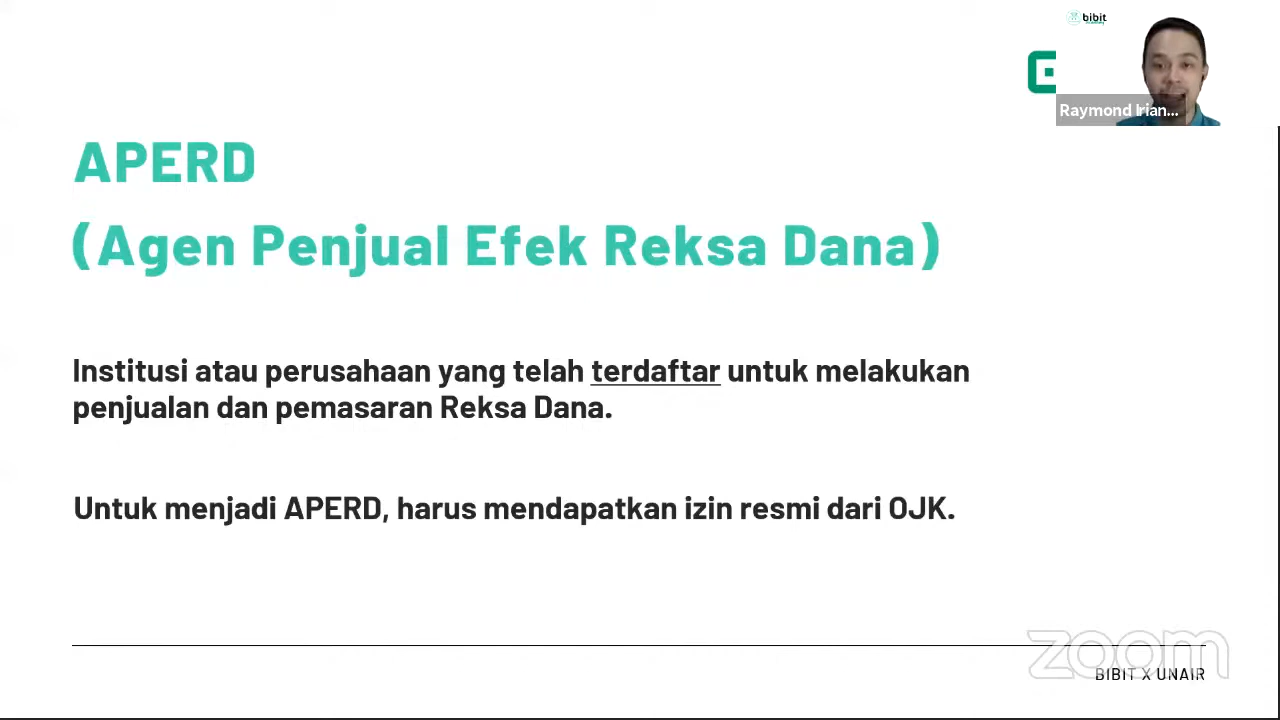 bibit
Raymond Irian...
APERD
(Agen Penjual Efek Reksa Dana)
Institusi atau perusahaan yang telah terdaftar untuk melakukan
penjualan dan pemasaran Reksa Dana.
Untuk menjadi APERD, harus mendapatkan izin resmi dari OJK.
zoom
BIBIT X UNAIR